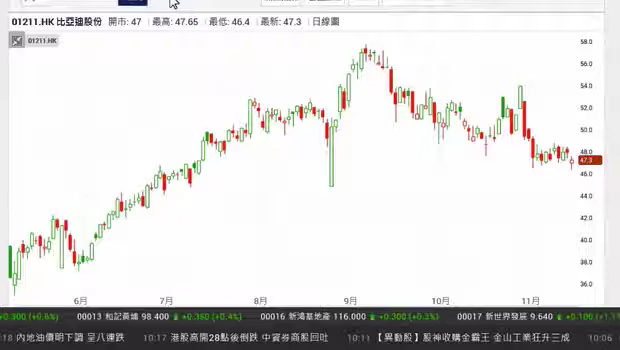 01211.HK 比亞迪股份 開市: 47 | 最高: 47.65 | 最低: 46.4 | 最新: 47.3 | 日線圖
01211.HK
58.0
56.0
54.0
52.0
50.0
48.0
47.3
46.0
44.0
42.0
40.0
38.0
36.0
6月 7月 8月 9月 10月 11月
+0.300 (+0.6%) 00013 和記黃埔 98.400 +0.350 (+0.4%) 00016 新鴻基地產 116.000 +0.300 (+0.3%) 00017 新世界發展 9.640 +0.100 (+1.1
:18 內地油價明下調 呈八連跌 10:17 港股高開28點後倒跌 中資券商股回吐 10:11 【異動股】股神收購金霸王 金山工業狂升三成 10:06